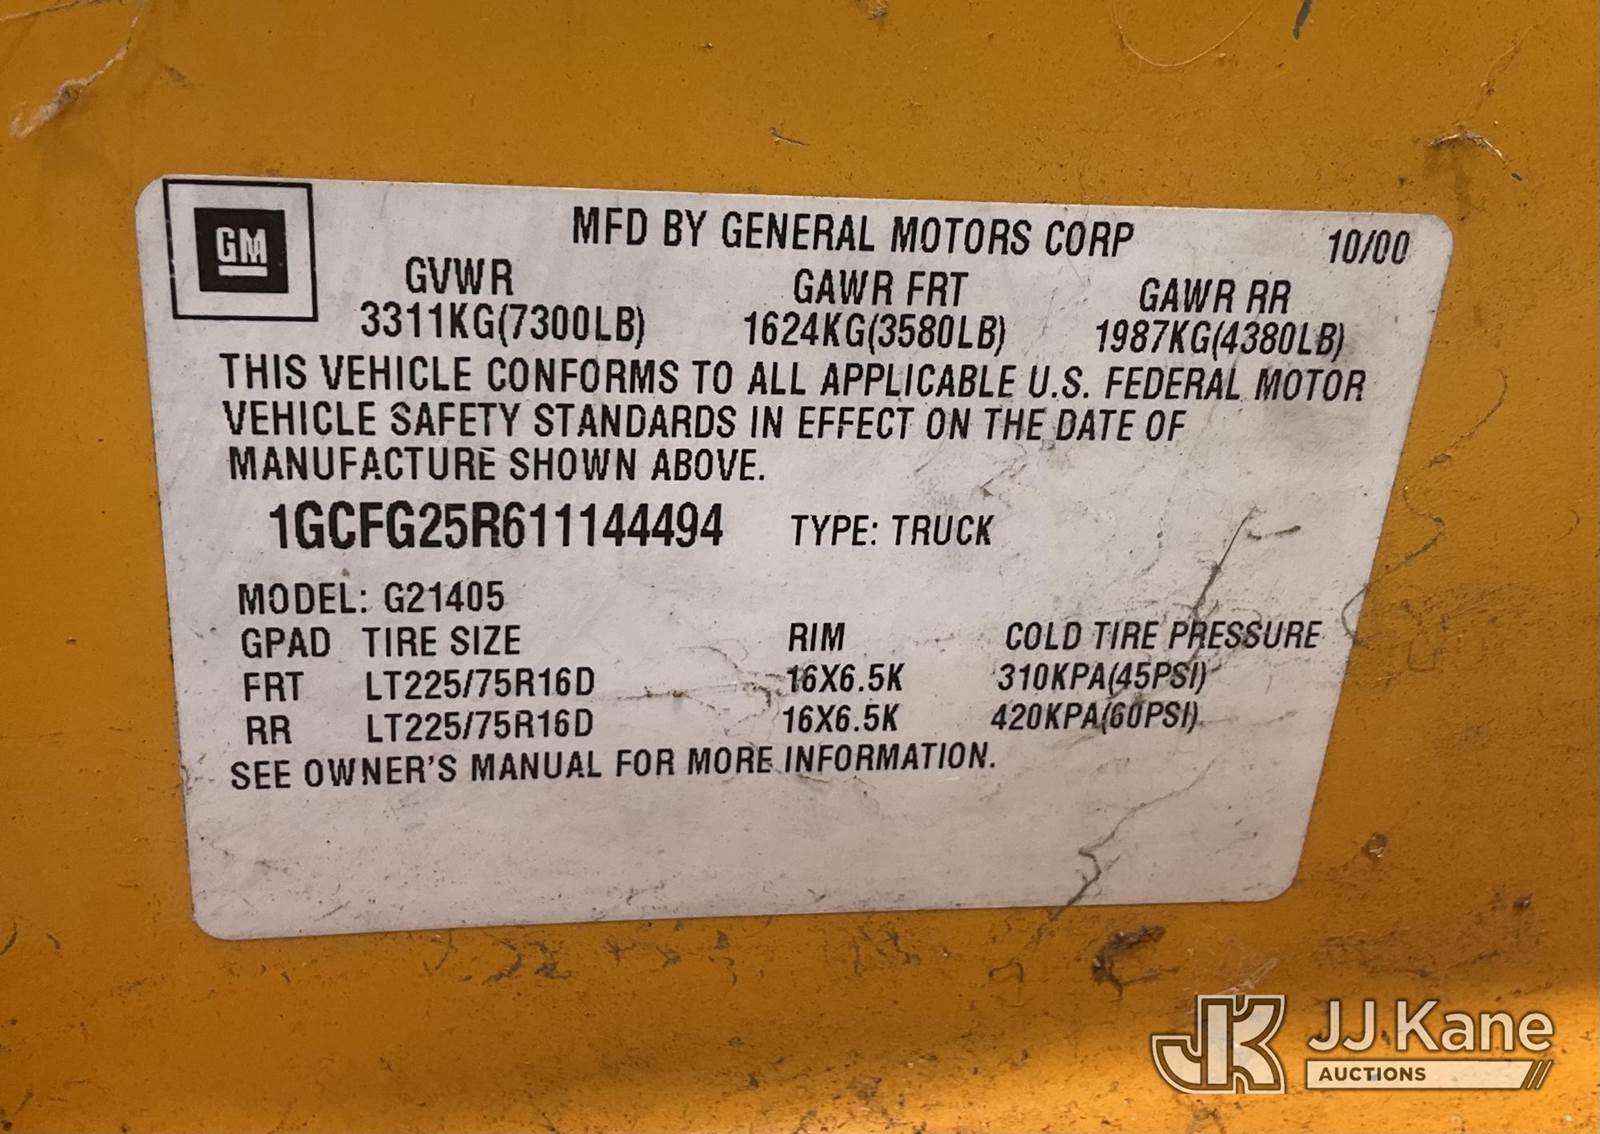 GM
MFD BY GENERAL MOTORS CORP 10/00
GVWR GAWR FRT GAWR RR
3311KG(7300LB) 1624KG(3580LB) 1987KG(4380LB)
THIS VEHICLE CONFORMS TO ALL APPLICABLE U.S. FEDERAL MOTOR
VEHICLE SAFETY STANDARDS IN EFFECT ON THE DATE OF
MANUFACTURE SHOWN ABOVE.
1GCFG25R611144494 TYPE: TRUCK
MODEL: G21405
GPAD TIRE SIZE RIM COLD TIRE PRESSURE
FRT LT225/75R16D 16X6.5K 310KPA(45PSI)
RR LT225/75R16D 16X6.5K 420KPA(60PSI)
SEE OWNER'S MANUAL FOR MORE INFORMATION.
JK JJ Kane
AUCTIONS